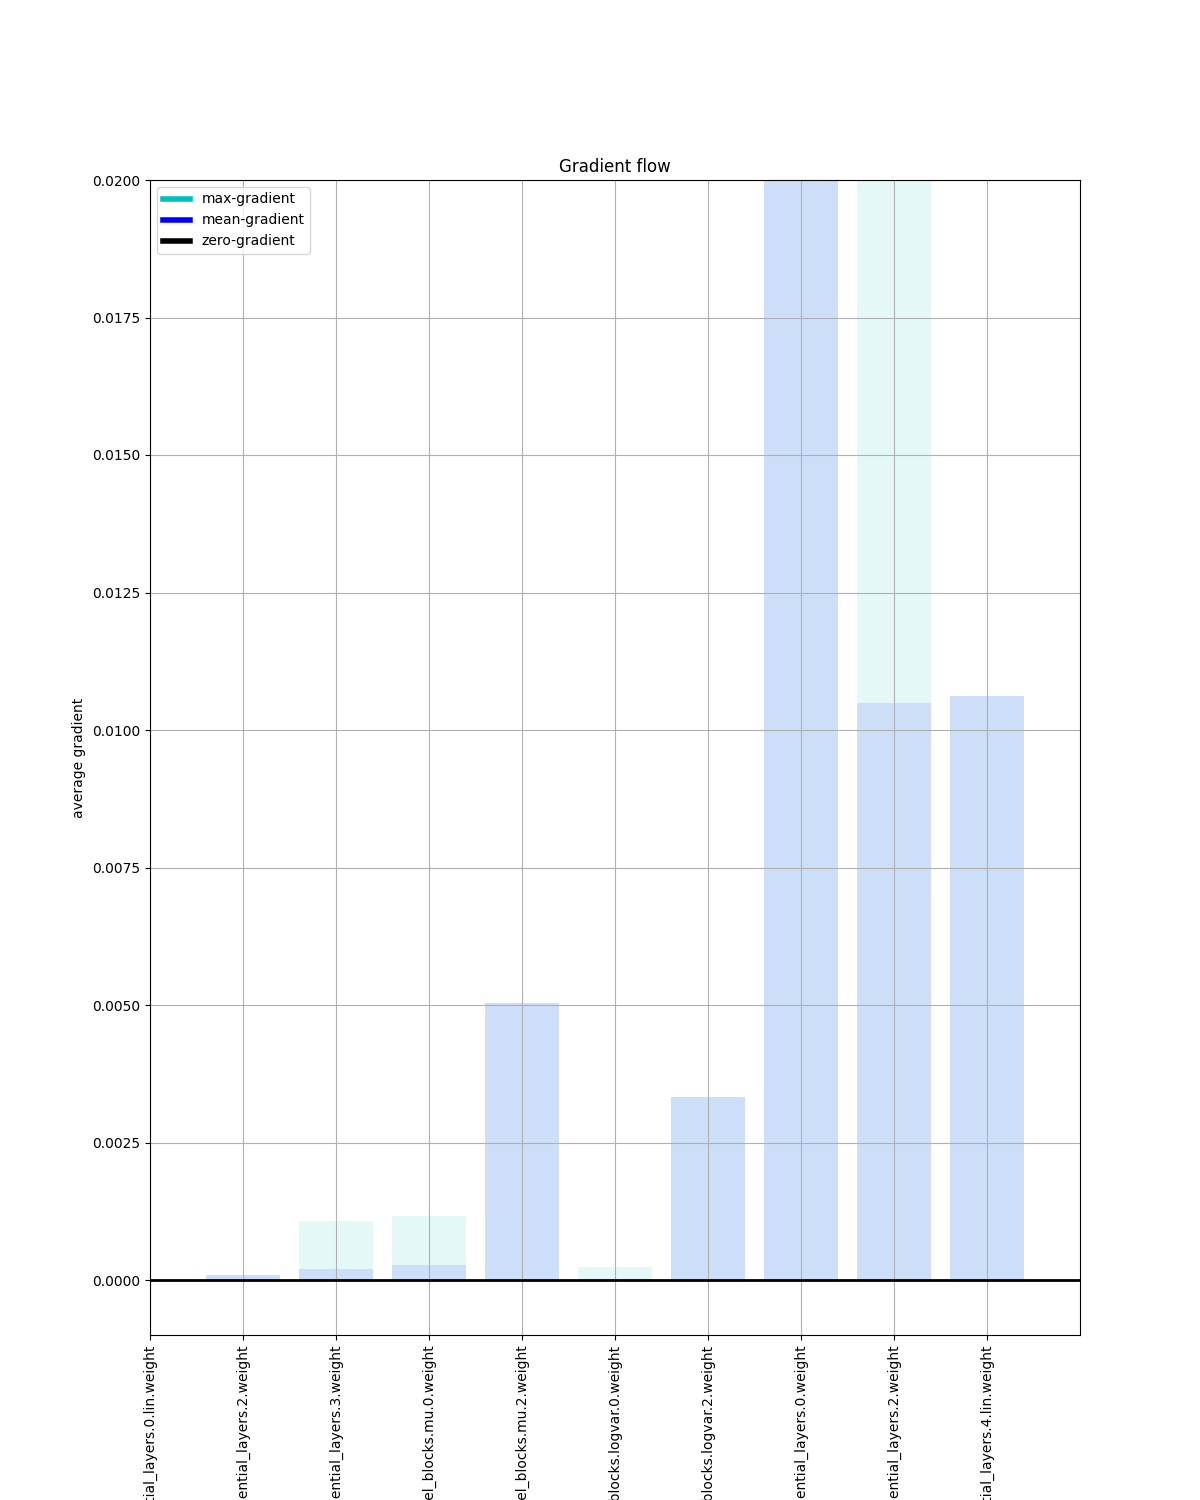 Gradient flow
max-gradient
mean-gradient
zero-gradient
0.0200
0.0175
0.0150
0.0125
0.0100
0.0075
0.0050
0.0025
0.0000
average gradient
tial_layers.0.lin.weight
ential_layers.2.weight
ential_layers.3.weight
el_blocks.mu.0.weight
el_blocks.mu.2.weight
blocks.logvar.0.weight
blocks.logvar.2.weight
ential_layers.0.weight
ential_layers.2.weight
tial_layers.4.lin.weight